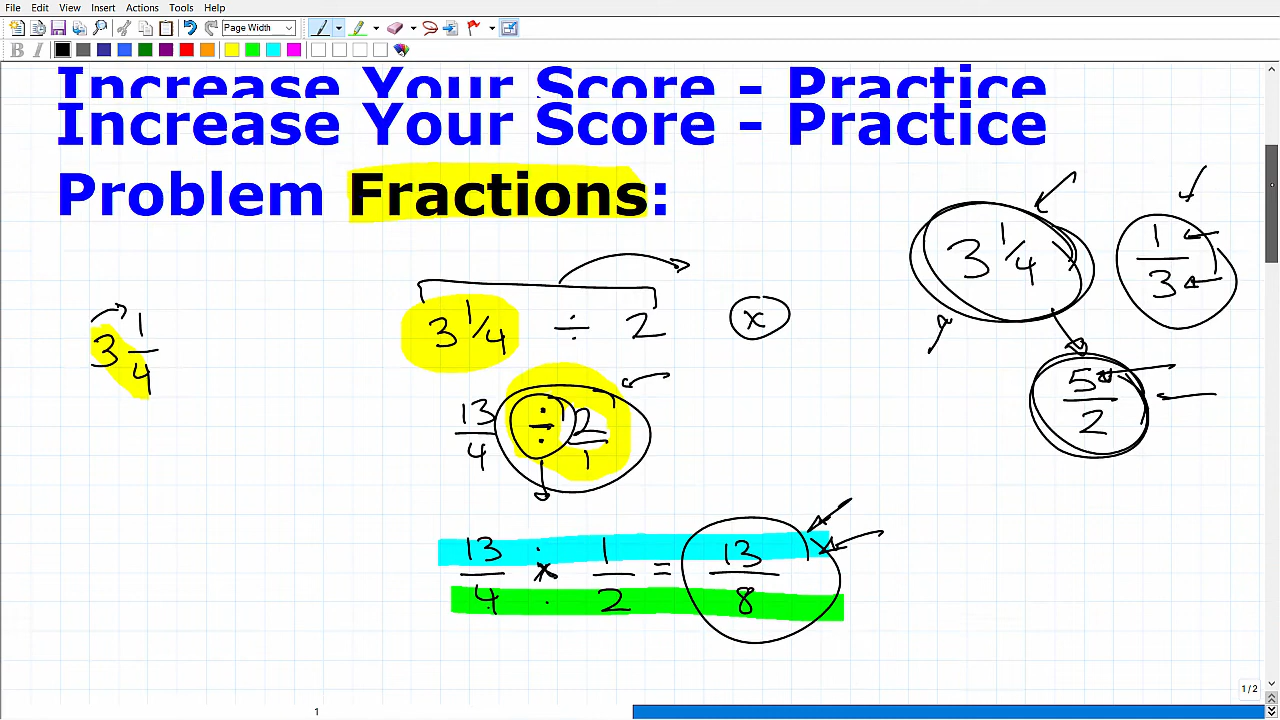 File Edit View Insert Actions Tools Help
Page Width
B I
Increase Your Score - Practice
Increase Your Score - Practice
Problem Fractions:
3 1/4 ÷ 2
x
3 1/4
1/3
3 1/4
13/4 ÷ 2/1
5/2
13/4 x 1/2 = 13/8
1/2
1